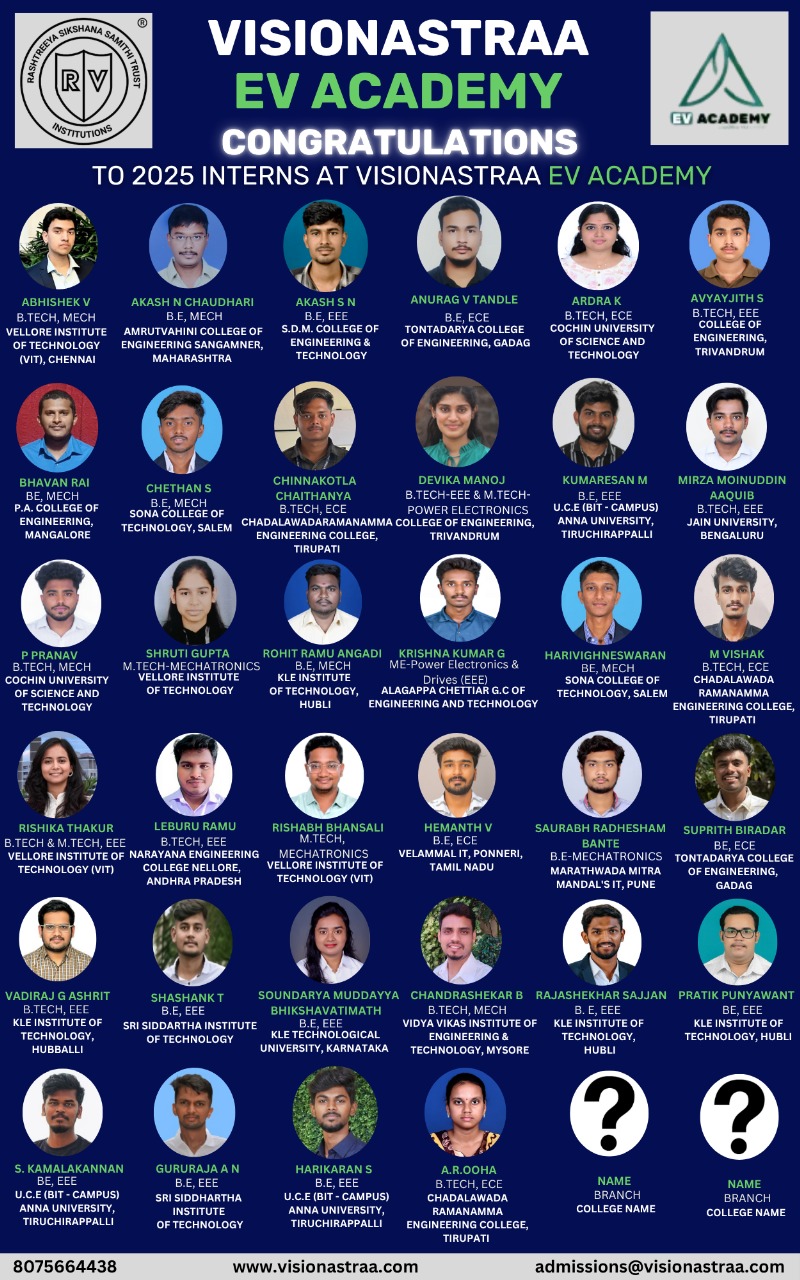 RASHTREEYA SIKSHANA SAMITHI TRUST
®
RV
INSTITUTIONS
VISIONASTRAA
EV ACADEMY
EV ACADEMY
CONGRATULATIONS
TO 2025 INTERNS AT VISIONASTRAA EV ACADEMY
ABHISHEK V
B.TECH, MECH
VELLORE INSTITUTE
OF TECHNOLOGY
(VIT), CHENNAI
AKASH N CHAUDHARI
B.E, MECH
AMRUTVAHINI COLLEGE OF
ENGINEERING SANGAMNER,
MAHARASHTRA
AKASH S N
B.E, EEE
S.D.M. COLLEGE OF
ENGINEERING &
TECHNOLOGY
ANURAG V TANDLE
B.E, ECE
TONTADARYA COLLEGE
OF ENGINEERING, GADAG
ARDRA K
B.TECH, ECE
COCHIN UNIVERSITY
OF SCIENCE AND
TECHNOLOGY
AVYAYJITH S
B.TECH, EEE
COLLEGE OF
ENGINEERING,
TRIVANDRUM
BHAVAN RAI
BE, MECH
P.A. COLLEGE OF
ENGINEERING,
MANGALORE
CHETHAN S
B.E, MECH
SONA COLLEGE OF
TECHNOLOGY, SALEM
CHINNAKOTLA
CHAITHANYA
B.TECH, ECE
CHADALAWADARAMANAMMA
ENGINEERING COLLEGE,
TIRUPATI
DEVIKA MANOJ
B.TECH-EEE & M.TECH-
POWER ELECTRONICS
COLLEGE OF ENGINEERING,
TRIVANDRUM
KUMARESAN M
B.E, EEE
U.C.E (BIT - CAMPUS)
ANNA UNIVERSITY,
TIRUCHIRAPPALLI
MIRZA MOINUDDIN
AAQUIB
B.TECH, EEE
JAIN UNIVERSITY,
BENGALURU
P PRANAV
B.TECH, MECH
COCHIN UNIVERSITY
OF SCIENCE AND
TECHNOLOGY
SHRUTI GUPTA
M.TECH-MECHATRONICS
VELLORE INSTITUTE
OF TECHNOLOGY
ROHIT RAMU ANGADI
B.E, MECH
KLE INSTITUTE
OF TECHNOLOGY,
HUBLI
KRISHNA KUMAR G
ME-Power Electronics &
Drives (EEE)
ALAGAPPA CHETTIAR G.C OF
ENGINEERING AND TECHNOLOGY
HARIVIGHNESWARAN
BE, MECH
SONA COLLEGE OF
TECHNOLOGY, SALEM
M VISHAK
B.TECH, ECE
CHADALAWADA
RAMANAMMA
ENGINEERING COLLEGE,
TIRUPATI
RISHIKA THAKUR
B.TECH & M.TECH, EEE
VELLORE INSTITUTE OF
TECHNOLOGY (VIT)
LEBURU RAMU
B.TECH, EEE
NARAYANA ENGINEERING
COLLEGE NELLORE,
ANDHRA PRADESH
RISHABH BHANSALI
M.TECH,
MECHATRONICS
VELLORE INSTITUTE OF
TECHNOLOGY (VIT)
HEMANTH V
B.E, ECE
VELAMMAL IT, PONNERI,
TAMIL NADU
SAURABH RADHESHAM
BANTE
B.E-MECHATRONICS
MARATHWADA MITRA
MANDAL'S IT, PUNE
SUPRITH BIRADAR
BE, ECE
TONTADARYA COLLEGE
OF ENGINEERING,
GADAG
VADIRAJ G ASHRIT
B.TECH, EEE
KLE INSTITUTE OF
TECHNOLOGY,
HUBBALLI
SHASHANK T
B.E, EEE
SRI SIDDARTHA INSTITUTE
OF TECHNOLOGY
SOUNDARYA MUDDAYYA
BHIKSHAVATIMATH
B.E, EEE
KLE TECHNOLOGICAL
UNIVERSITY, KARNATAKA
CHANDRASHEKAR B
B.TECH, MECH
VIDYA VIKAS INSTITUTE OF
ENGINEERING &
TECHNOLOGY, MYSORE
RAJASHEKHAR SAJJAN
B. E, EEE
KLE INSTITUTE OF
TECHNOLOGY,
HUBLI
PRATIK PUNYAWANT
BE, EEE
KLE INSTITUTE OF
TECHNOLOGY, HUBLI
S. KAMALAKANNAN
BE, EEE
U.C.E (BIT - CAMPUS)
ANNA UNIVERSITY,
TIRUCHIRAPPALLI
GURURAJA A N
B.E, EEE
SRI SIDDHARTHA
INSTITUTE
OF TECHNOLOGY
HARIKARAN S
B.E, EEE
U.C.E (BIT - CAMPUS)
ANNA UNIVERSITY,
TIRUCHIRAPPALLI
A.R.OOHA
B.TECH, ECE
CHADALAWADA
RAMANAMMA
ENGINEERING COLLEGE,
TIRUPATI
?
NAME
BRANCH
COLLEGE NAME
?
NAME
BRANCH
COLLEGE NAME
8075664438
www.visionastraa.com
admissions@visionastraa.com